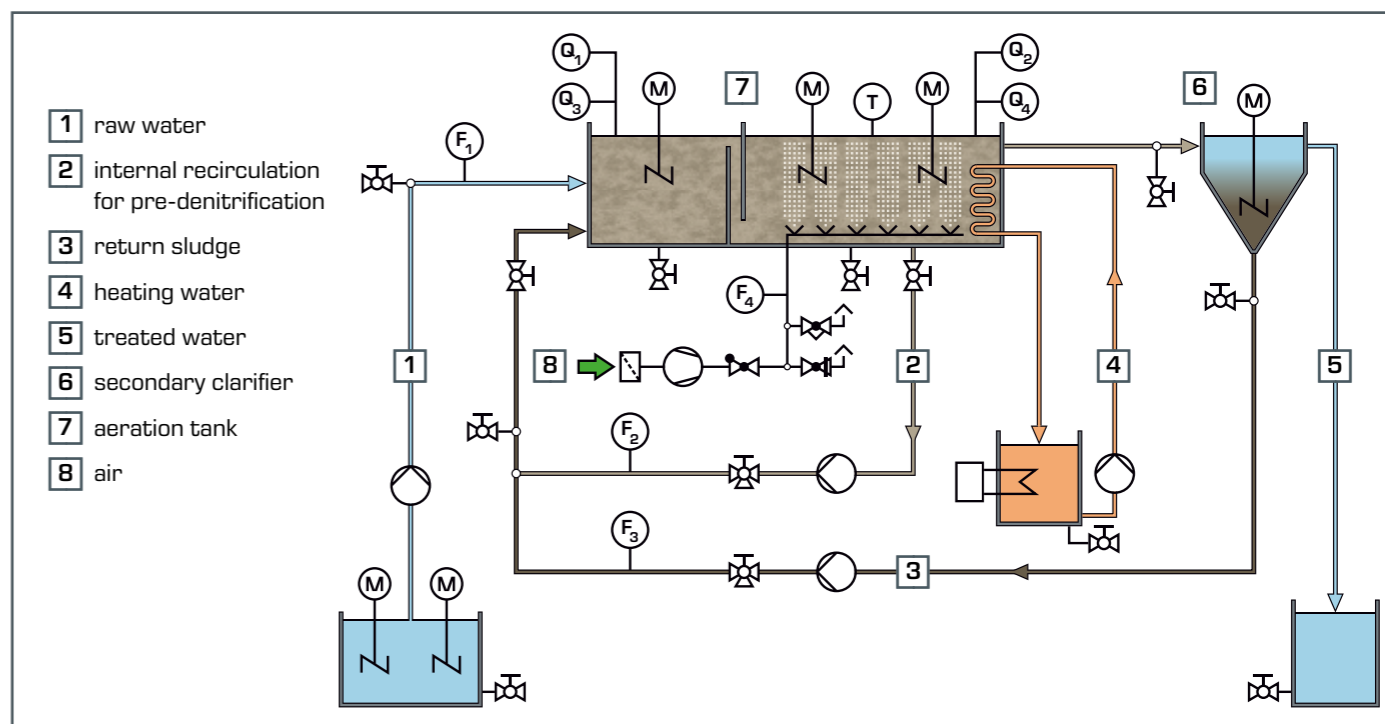 1 raw water
2 internal recirculation
for pre-denitrification
3 return sludge
4 heating water
5 treated water
6 secondary clarifier
7 aeration tank
8 air
Q1
Q3
M
7
M
T
M
Q2
Q4
6
M
F1
F4
1
8
2
4
5
F2
F3
3
M
M